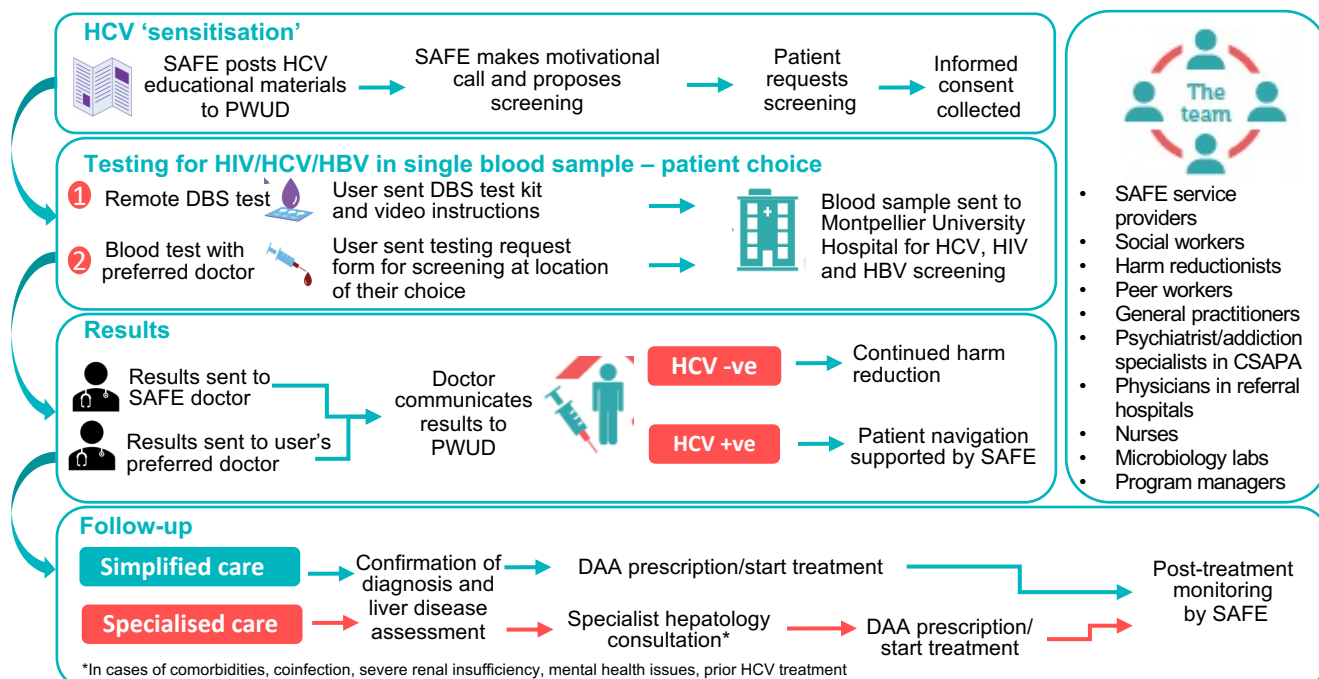 HCV ‘sensitisation’
SAFE posts HCV
educational materials
to PWUD
SAFE makes motivational
call and proposes
screening
Patient
requests
screening
Informed
consent
collected
Testing for HIV/HCV/HBV in single blood sample – patient choice
1
Remote DBS test
User sent DBS test kit
and video instructions
2
Blood test with
preferred doctor
User sent testing request
form for screening at location
of their choice
Blood sample sent to
Montpellier University
Hospital for HCV, HIV
and HBV screening
Results
Results sent to
SAFE doctor
Results sent to user’s
preferred doctor
Doctor
communicates
results to
PWUD
HCV -ve
Continued harm
reduction
HCV +ve
Patient navigation
supported by SAFE
Follow-up
Simplified care
Specialised care
Confirmation of
diagnosis and
liver disease
assessment
DAA prescription/start treatment
Specialist hepatology
consultation*
DAA prescription/
start treatment
Post-treatment
monitoring
by SAFE
*In cases of comorbidities, coinfection, severe renal insufficiency, mental health issues, prior HCV treatment
The
team
• SAFE service
providers
• Social workers
• Harm reductionists
• Peer workers
• General practitioners
• Psychiatrist/addiction
specialists in CSAPA
• Physicians in referral
hospitals
• Nurses
• Microbiology labs
• Program managers